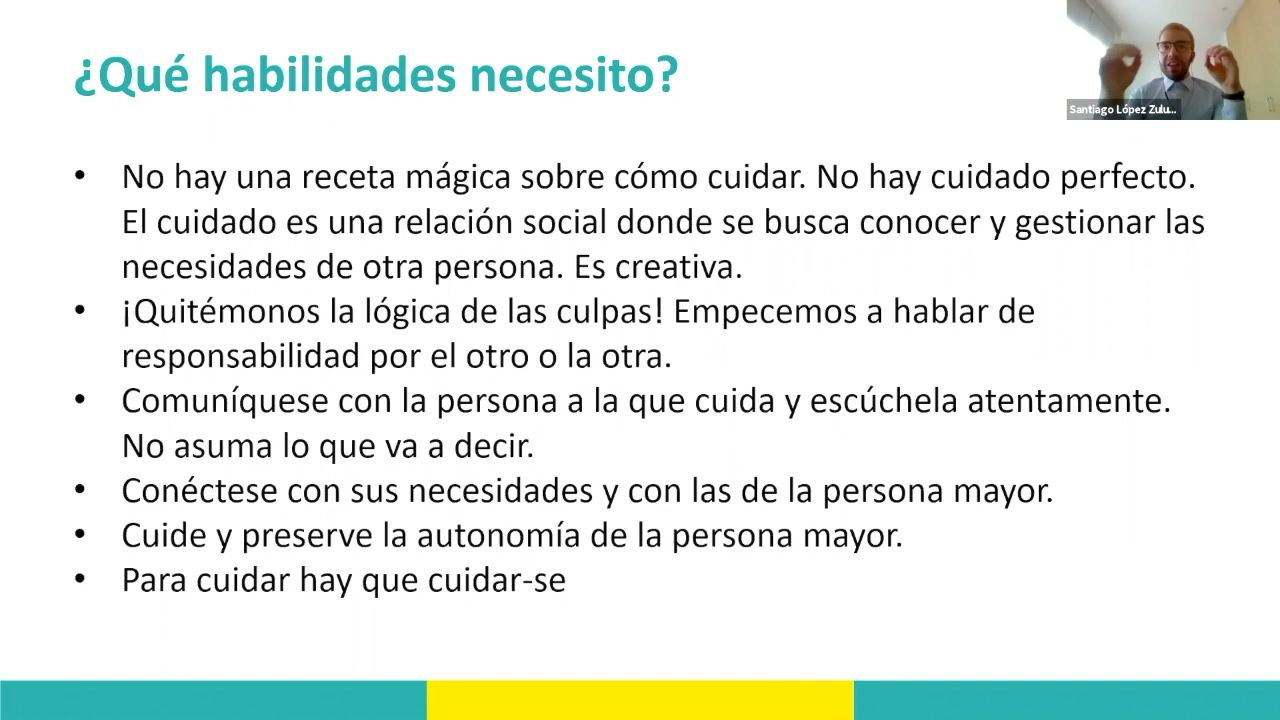 ¿Qué habilidades necesito?
Santiago López Zulu...
• No hay una receta mágica sobre cómo cuidar. No hay cuidado perfecto.
El cuidado es una relación social donde se busca conocer y gestionar las
necesidades de otra persona. Es creativa.
• ¡Quitémonos la lógica de las culpas! Empecemos a hablar de
responsabilidad por el otro o la otra.
• Comuníquese con la persona a la que cuida y escúchela atentamente.
No asuma lo que va a decir.
• Conéctese con sus necesidades y con las de la persona mayor.
• Cuide y preserve la autonomía de la persona mayor.
• Para cuidar hay que cuidar-se